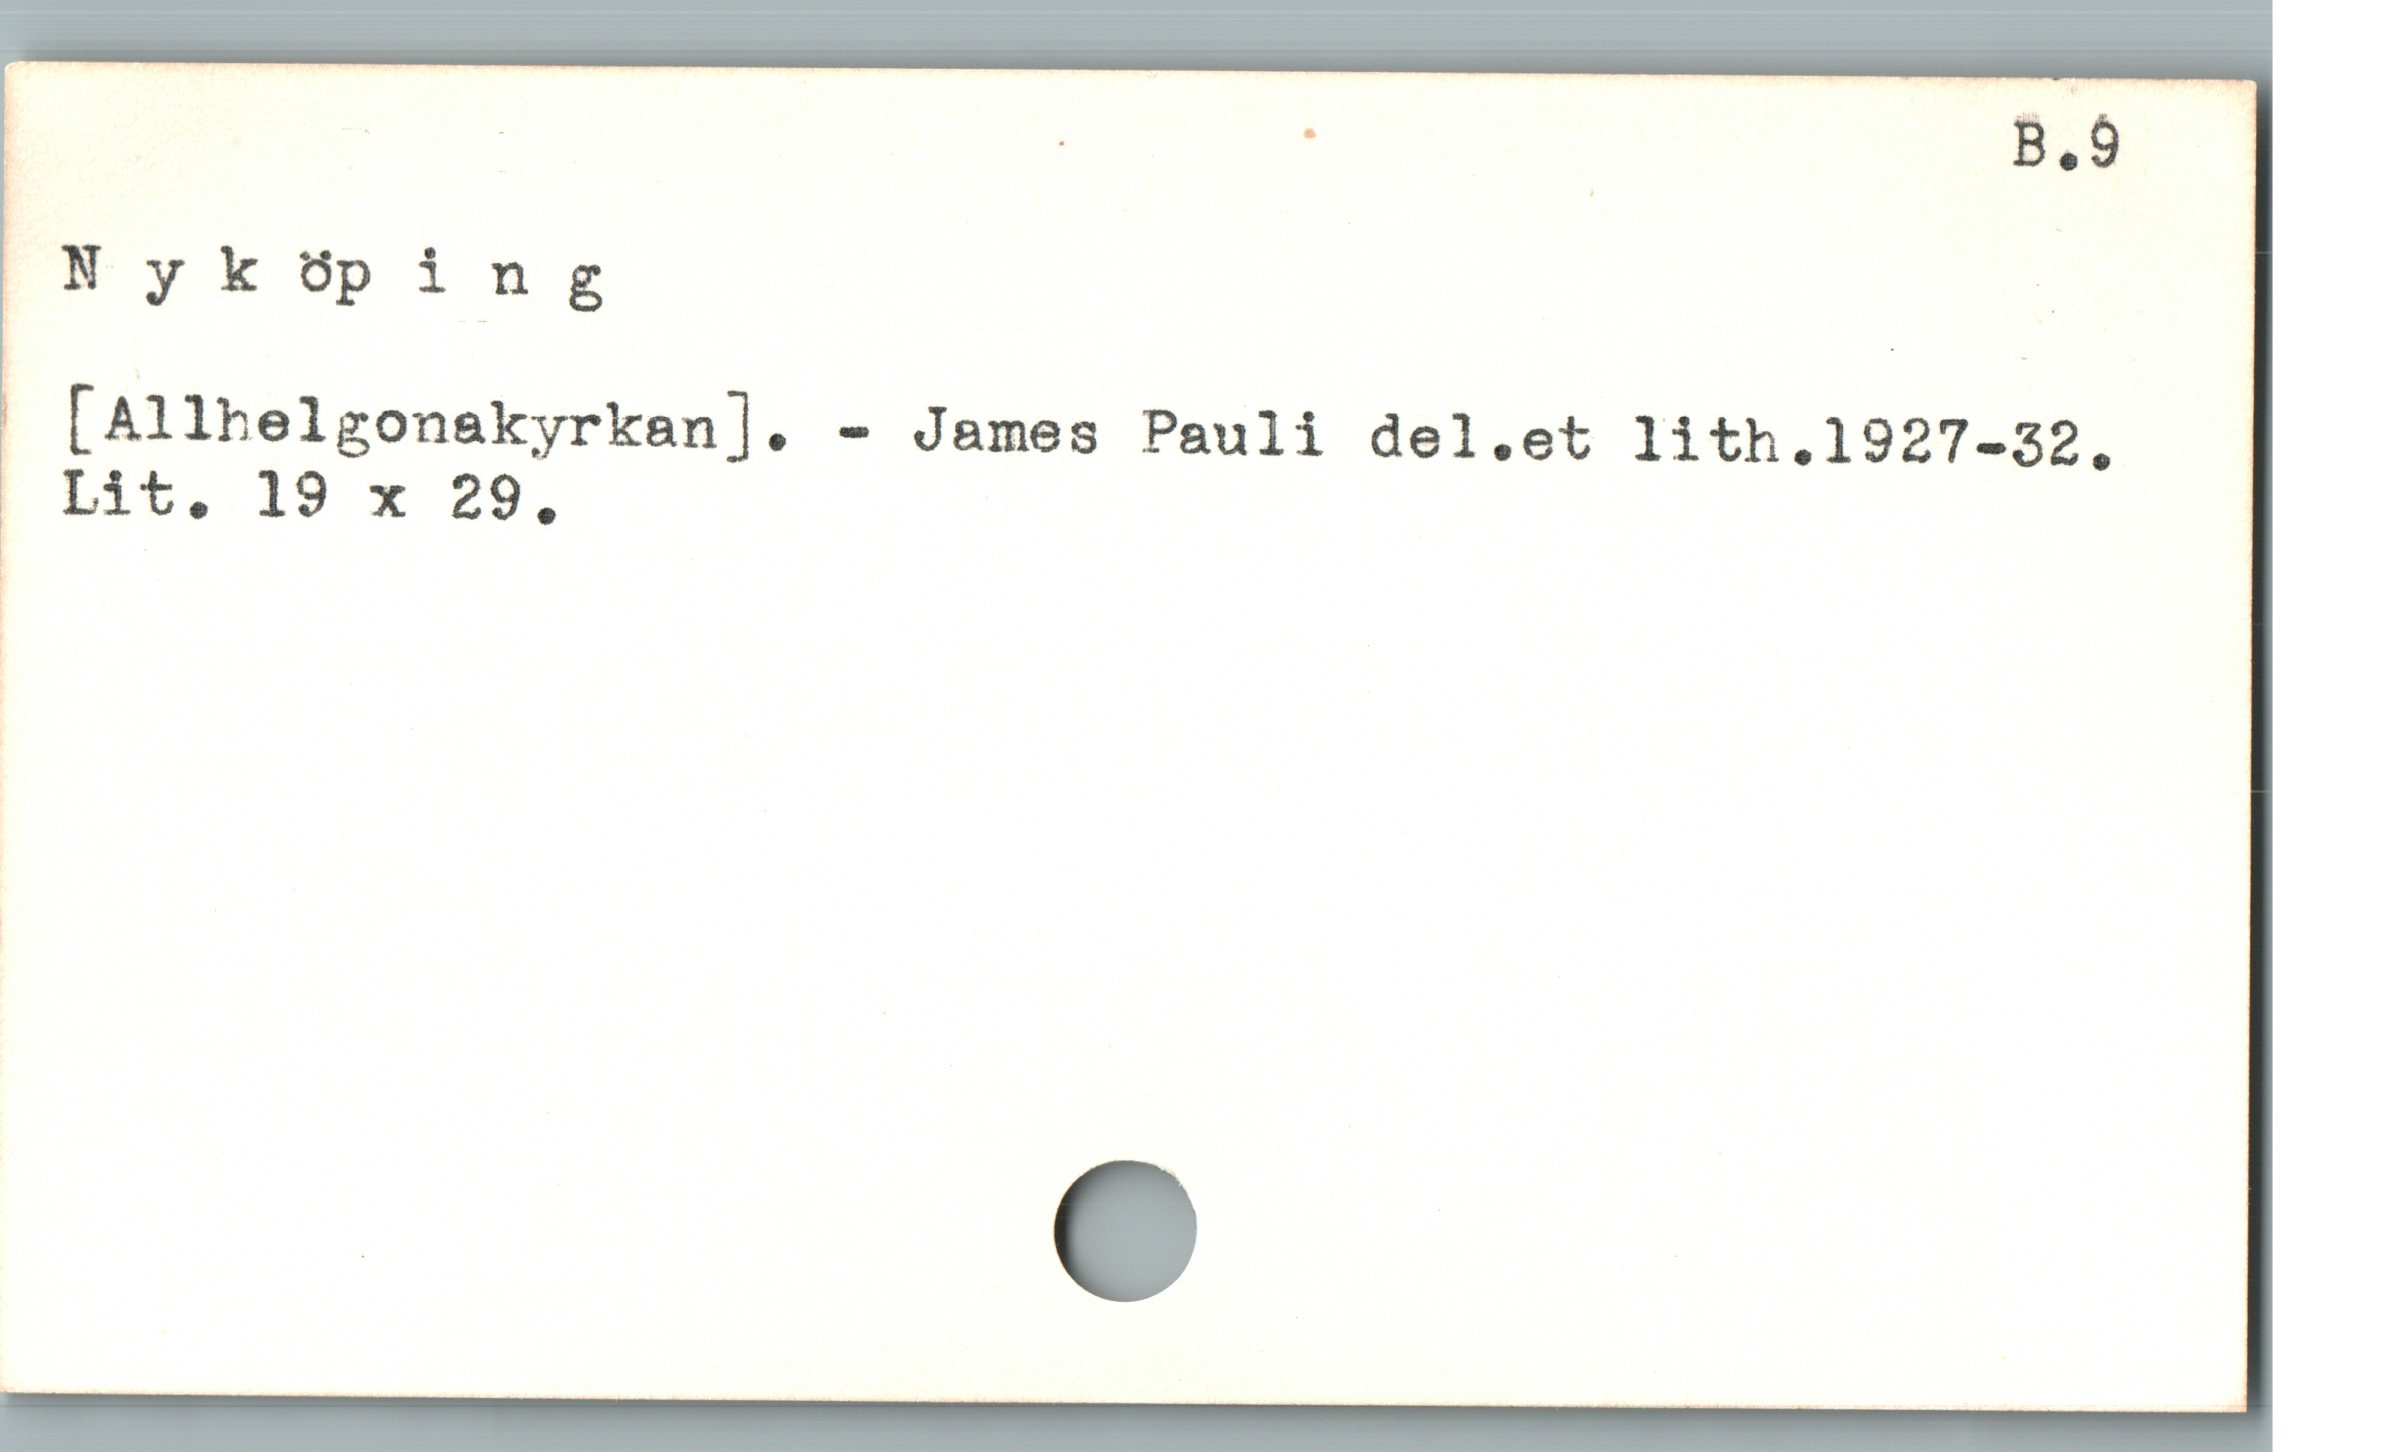 B.9
N y k öp i n g
[Allhelgonakyrkan]. - James Pauli del.et lith.1927-32.
Lit. 19 x 29.